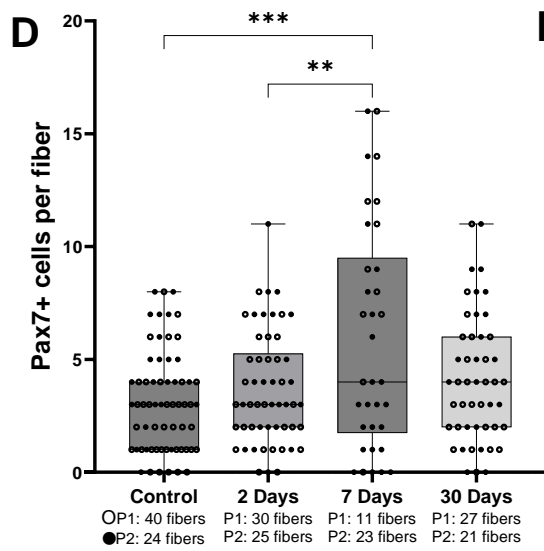 D
20
***
**
15
10
5
0
Pax7+ cells per fiber
Control 2 Days 7 Days 30 Days
P1: 40 fibers P1: 30 fibers P1: 11 fibers P1: 27 fibers
P2: 24 fibers P2: 25 fibers P2: 23 fibers P2: 21 fibers